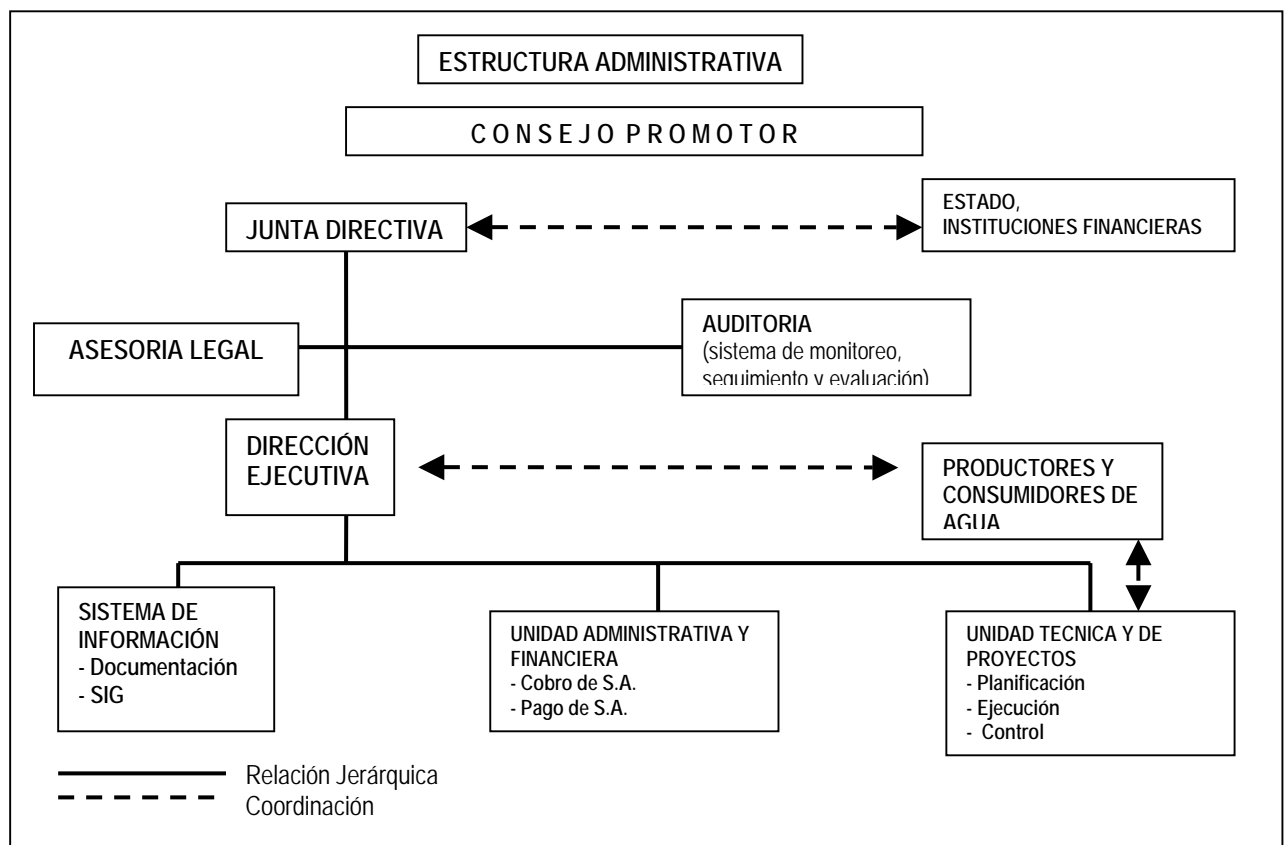 ESTRUCTURA ADMINISTRATIVA
C O N S E J O P R O M O T O R
JUNTA DIRECTIVA
ESTADO,
INSTITUCIONES FINANCIERAS
ASESORIA LEGAL
AUDITORIA
(sistema de monitoreo,
seguimiento y evaluación)
DIRECCIÓN
EJECUTIVA
PRODUCTORES Y
CONSUMIDORES DE
AGUA
SISTEMA DE
INFORMACIÓN
- Documentación
- SIG
UNIDAD ADMINISTRATIVA Y
FINANCIERA
- Cobro de S.A.
- Pago de S.A.
UNIDAD TECNICA Y DE
PROYECTOS
- Planificación
- Ejecución
- Control
Relación Jerárquica
Coordinación